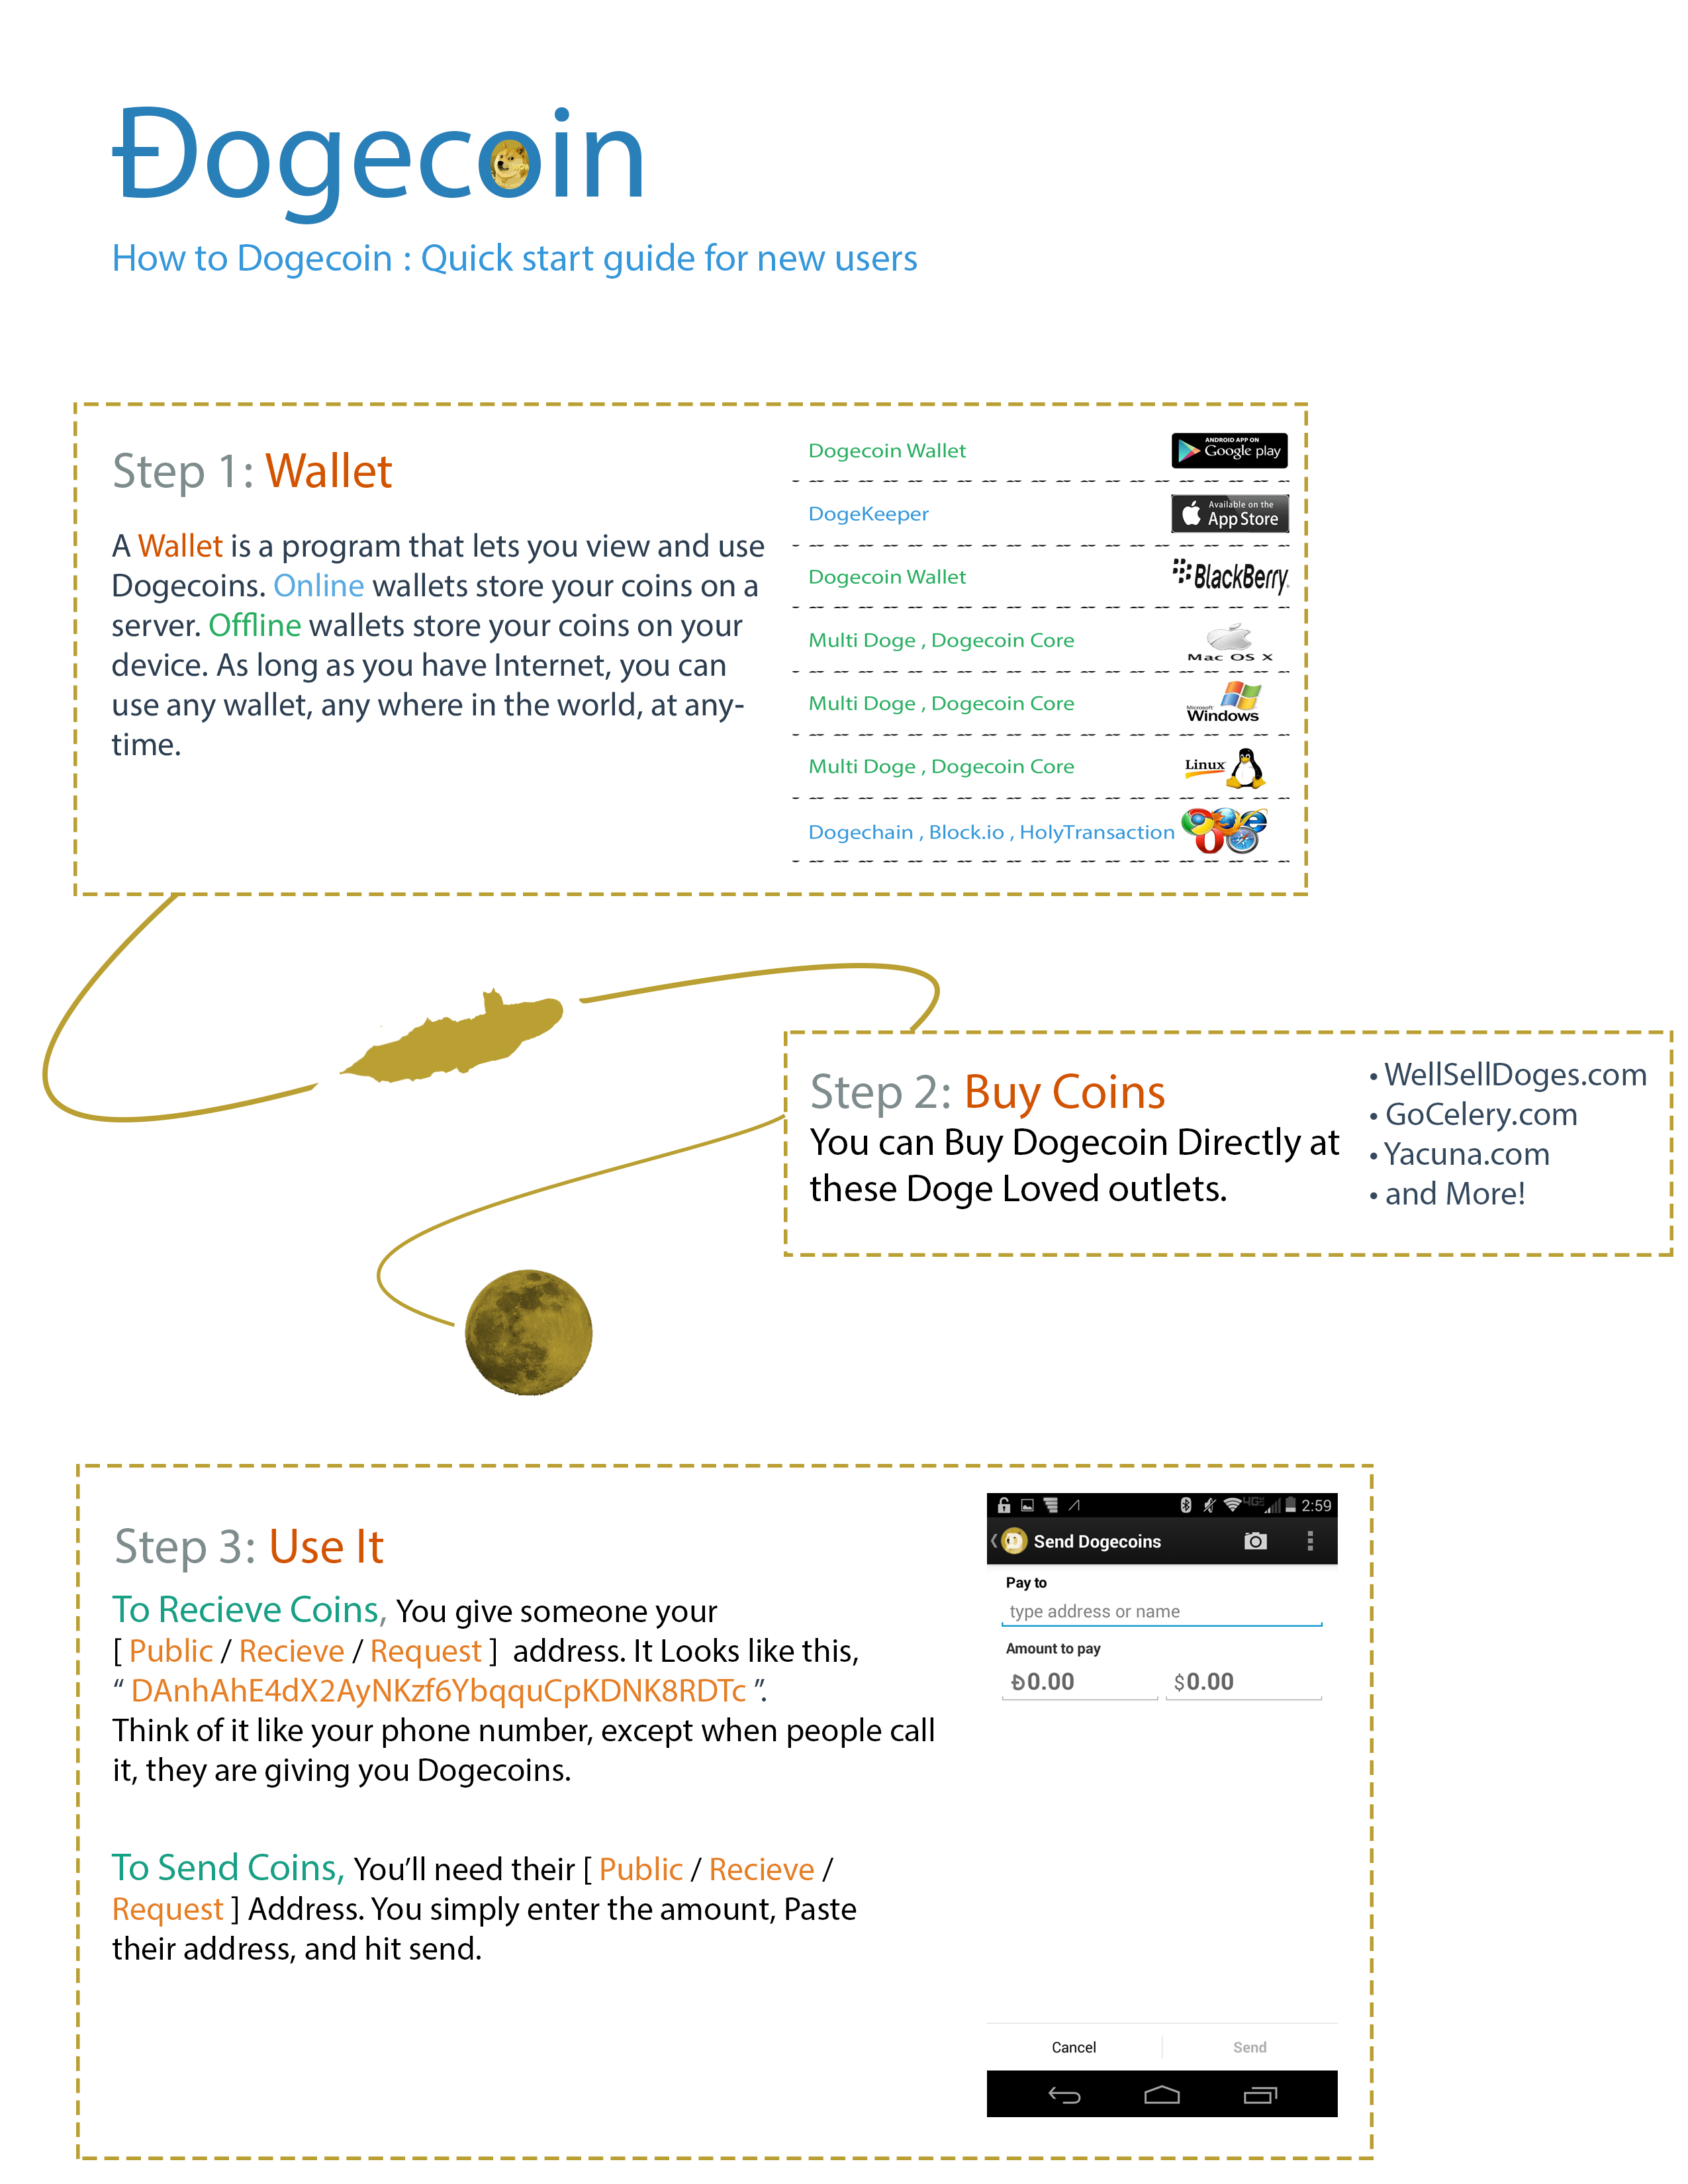 Đogecoin
How to Dogecoin : Quick start guide for new users
Step 1: Wallet
A Wallet is a program that lets you view and use
Dogecoins. Online wallets store your coins on a
server. Offline wallets store your coins on your
device. As long as you have Internet, you can
use any wallet, any where in the world, at any-
time.
Dogecoin Wallet
ANDROID APP ON
Google play
DogeKeeper
Available on the
App Store
Dogecoin Wallet
BlackBerry
Multi Doge , Dogecoin Core
Mac OS X
Multi Doge , Dogecoin Core
Microsoft
Windows
Multi Doge , Dogecoin Core
Linux
Dogechain , Block.io , HolyTransaction
Step 2: Buy Coins
You can Buy Dogecoin Directly at
these Doge Loved outlets.
• WellSellDoges.com
• GoCelery.com
• Yacuna.com
• and More!
Step 3: Use It
To Recieve Coins, You give someone your
[ Public / Recieve / Request ] address. It Looks like this,
“ DAnhAhE4dX2AyNKzf6YbqquCpKDNK8RDTc ”.
Think of it like your phone number, except when people call
it, they are giving you Dogecoins.
To Send Coins, You’ll need their [ Public / Recieve /
Request ] Address. You simply enter the amount, Paste
their address, and hit send.
4G 2:59
Send Dogecoins
Pay to
type address or name
Amount to pay
Đ0.00 $0.00
Cancel Send